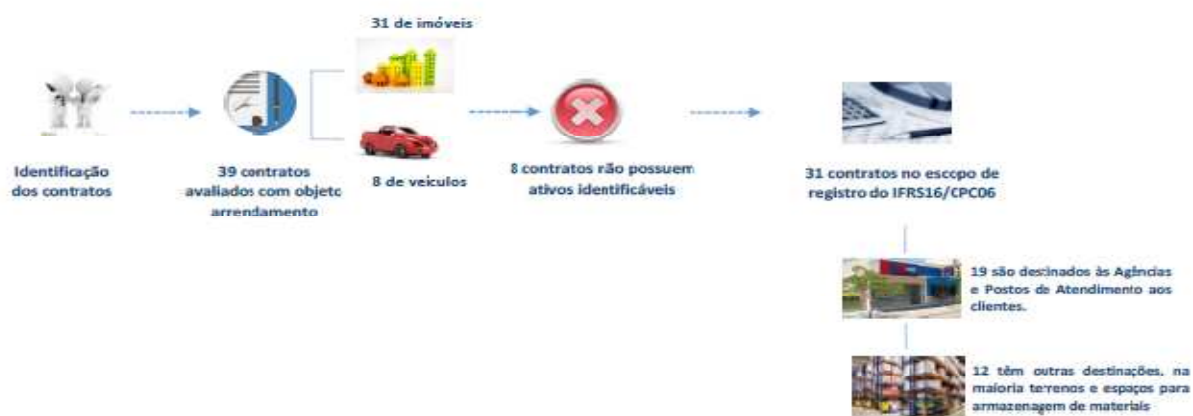 31 de imóveis
Identificação
dos contratos
39 contratos
avaliados com objeto
arrendamento
8 de veículos
8 contratos não possuem
ativos identificáveis
31 contratos no escopo de
registro do IFRS16/CPC06
19 são destinados às Agências
e Postos de Atendimento aos
clientes.
12 têm outras destinações, na
maioria terrenos e espaços para
armazenagem de materiais